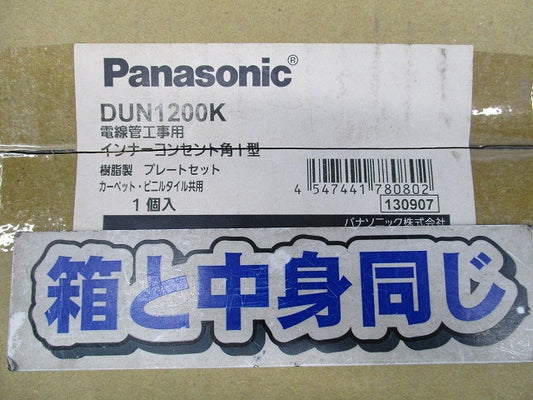 Panasonic®
DUN1200K
電線管工事用
インナーコンセント角Ⅰ型
樹脂製 プレートセット
カーペット・ビニルタイル共用
1個入
4 547441 780802
130907
パナソニック株式会社
箱と中身同じ